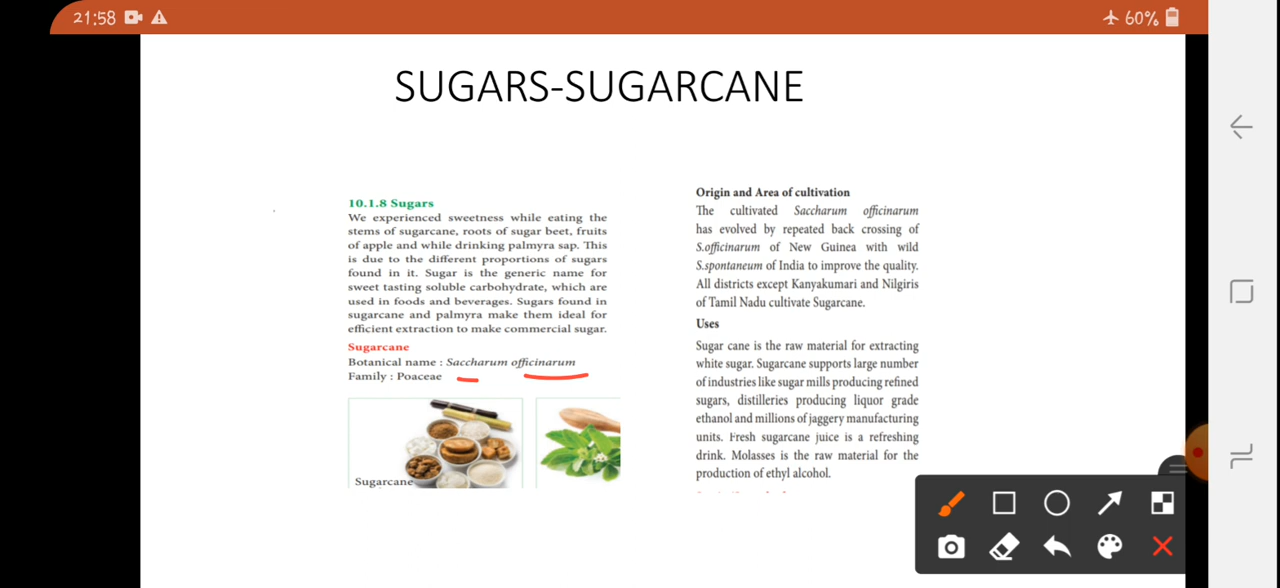 21:58
60%
SUGARS-SUGARCANE
10.1.8 Sugars
We experienced sweetness while eating the
stems of sugarcane, roots of sugar beet, fruits
of apple and while drinking palmyra sap. This
is due to the different proportions of sugars
found in it. Sugar is the generic name for
sweet tasting soluble carbohydrate, which are
used in foods and beverages. Sugars found in
sugarcane and palmyra make them ideal for
efficient extraction to make commercial sugar.
Sugarcane
Botanical name : Saccharum officinarum
Family : Poaceae
Sugarcane
Origin and Area of cultivation
The cultivated Saccharum officinarum
has evolved by repeated back crossing of
S.officinarum of New Guinea with wild
S.spontaneum of India to improve the quality.
All districts except Kanyakumari and Nilgiris
of Tamil Nadu cultivate Sugarcane.
Uses
Sugar cane is the raw material for extracting
white sugar. Sugarcane supports large number
of industries like sugar mills producing refined
sugars, distilleries producing liquor grade
ethanol and millions of jaggery manufacturing
units. Fresh sugarcane juice is a refreshing
drink. Molasses is the raw material for the
production of ethyl alcohol.